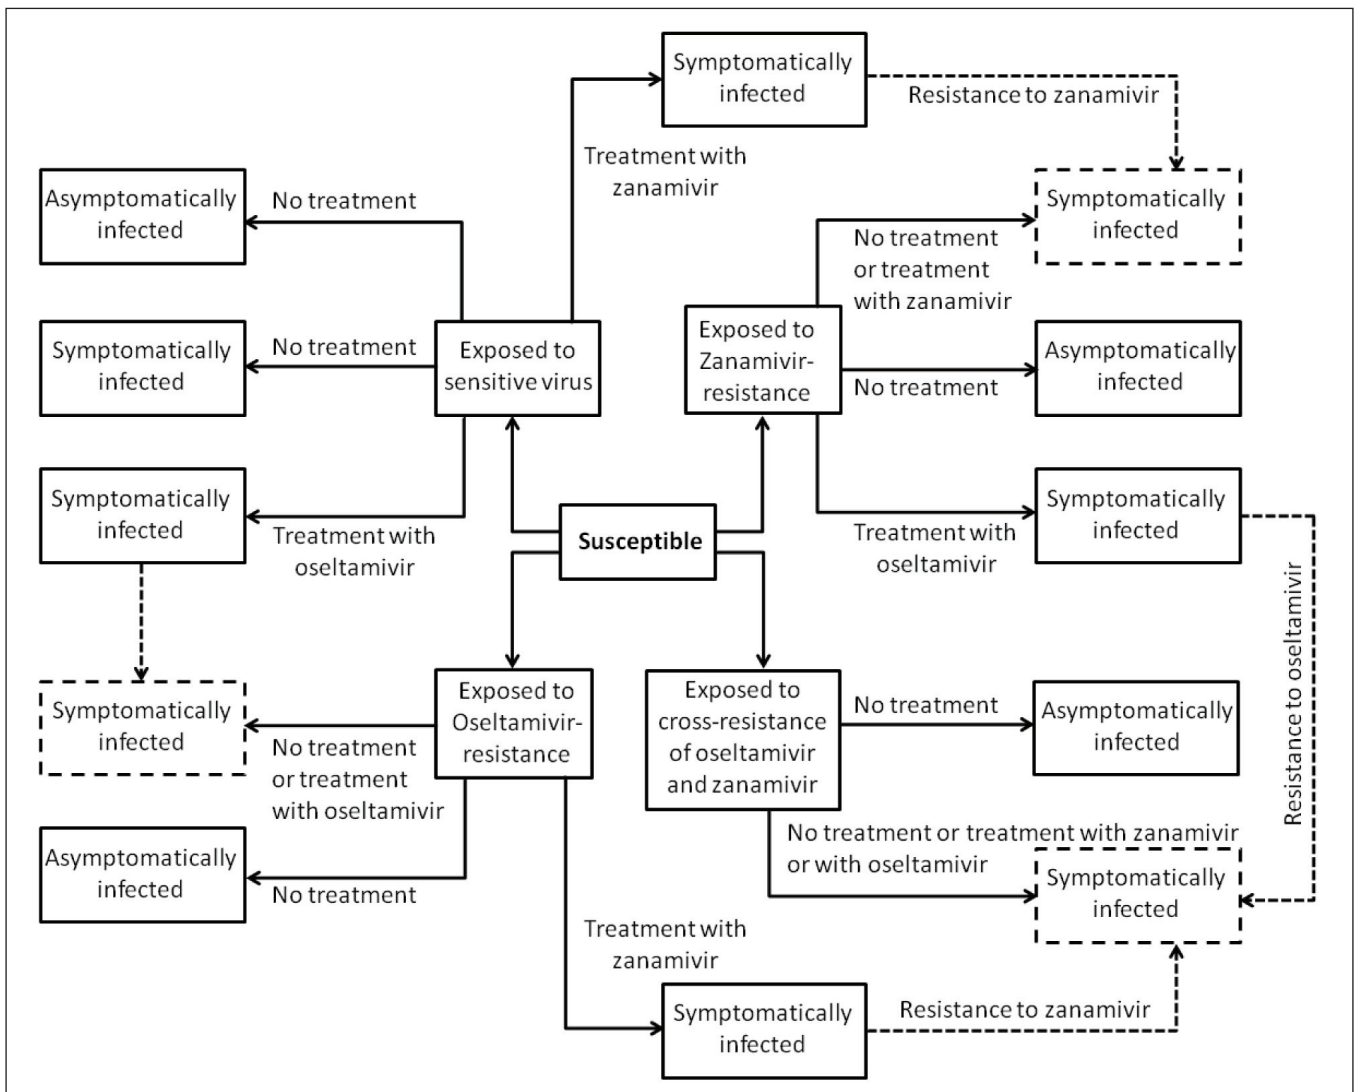 Symptomatically
infected
Resistance to zanamivir
Treatment with
zanamivir
Asymptomatically
infected
No treatment
Symptomatically
infected
No treatment
or treatment
with zanamivir
Symptomatically
infected
No treatment
Exposed to
sensitive virus
Exposed to
Zanamivir-
resistance
No treatment
Asymptomatically
infected
Symptomatically
infected
Treatment with
oseltamivir
Susceptible
Treatment with
oseltamivir
Symptomatically
infected
Resistance to oseltamivir
Symptomatically
infected
No treatment
or treatment
with oseltamivir
Exposed to
Oseltamivir-
resistance
Exposed to
cross-resistance
of oseltamivir
and zanamivir
No treatment
Asymptomatically
infected
Asymptomatically
infected
No treatment
No treatment or treatment with zanamivir
or with oseltamivir
Symptomatically
infected
Treatment with
zanamivir
Symptomatically
infected
Resistance to zanamivir